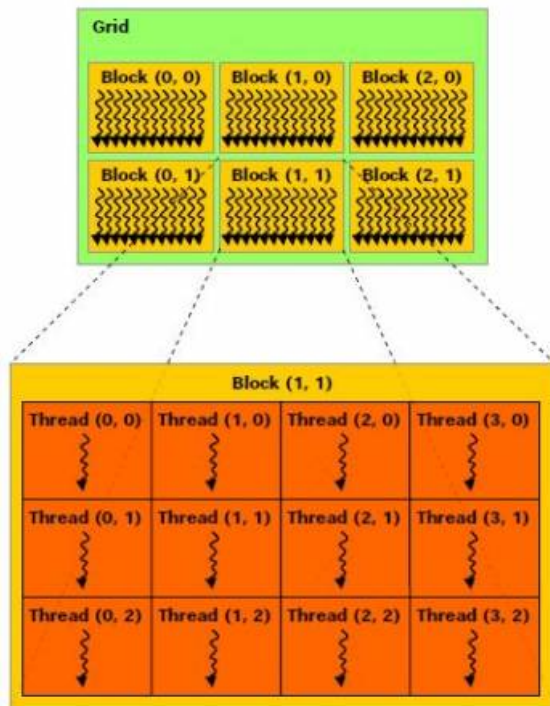 Grid
Block (0, 0) Block (1, 0) Block (2, 0)
Block (0, 1) Block (1, 1) Block (2, 1)
Block (1, 1)
Thread (0, 0) Thread (1, 0) Thread (2, 0) Thread (3, 0)
Thread (0, 1) Thread (1, 1) Thread (2, 1) Thread (3, 1)
Thread (0, 2) Thread (1, 2) Thread (2, 2) Thread (3, 2)